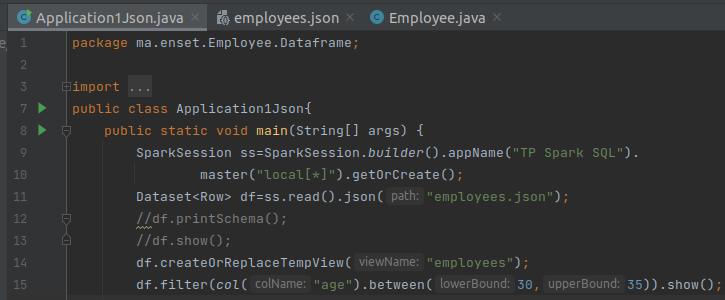 Application1Json.java × employees.json × Employee.java ×
1 package ma.enset.Employee.Dataframe;
2
3 import ...
7 public class Application1Json{
8 public static void main(String[] args) {
9 SparkSession ss=SparkSession.builder().appName("TP Spark SQL").
10 master("local[*]").getOrCreate();
11 Dataset<Row> df=ss.read().json( path: "employees.json");
12 //df.printSchema();
13 //df.show();
14 df.createOrReplaceTempView( viewName: "employees");
15 df.filter(col( colName: "age").between( lowerBound: 30, upperBound: 35)).show();